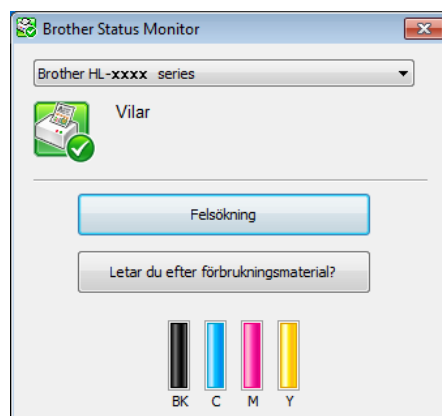 Brother Status Monitor
Brother HL-xxxx series
Vilar
Felsökning
Letar du efter förbrukningsmaterial?
BK C M Y